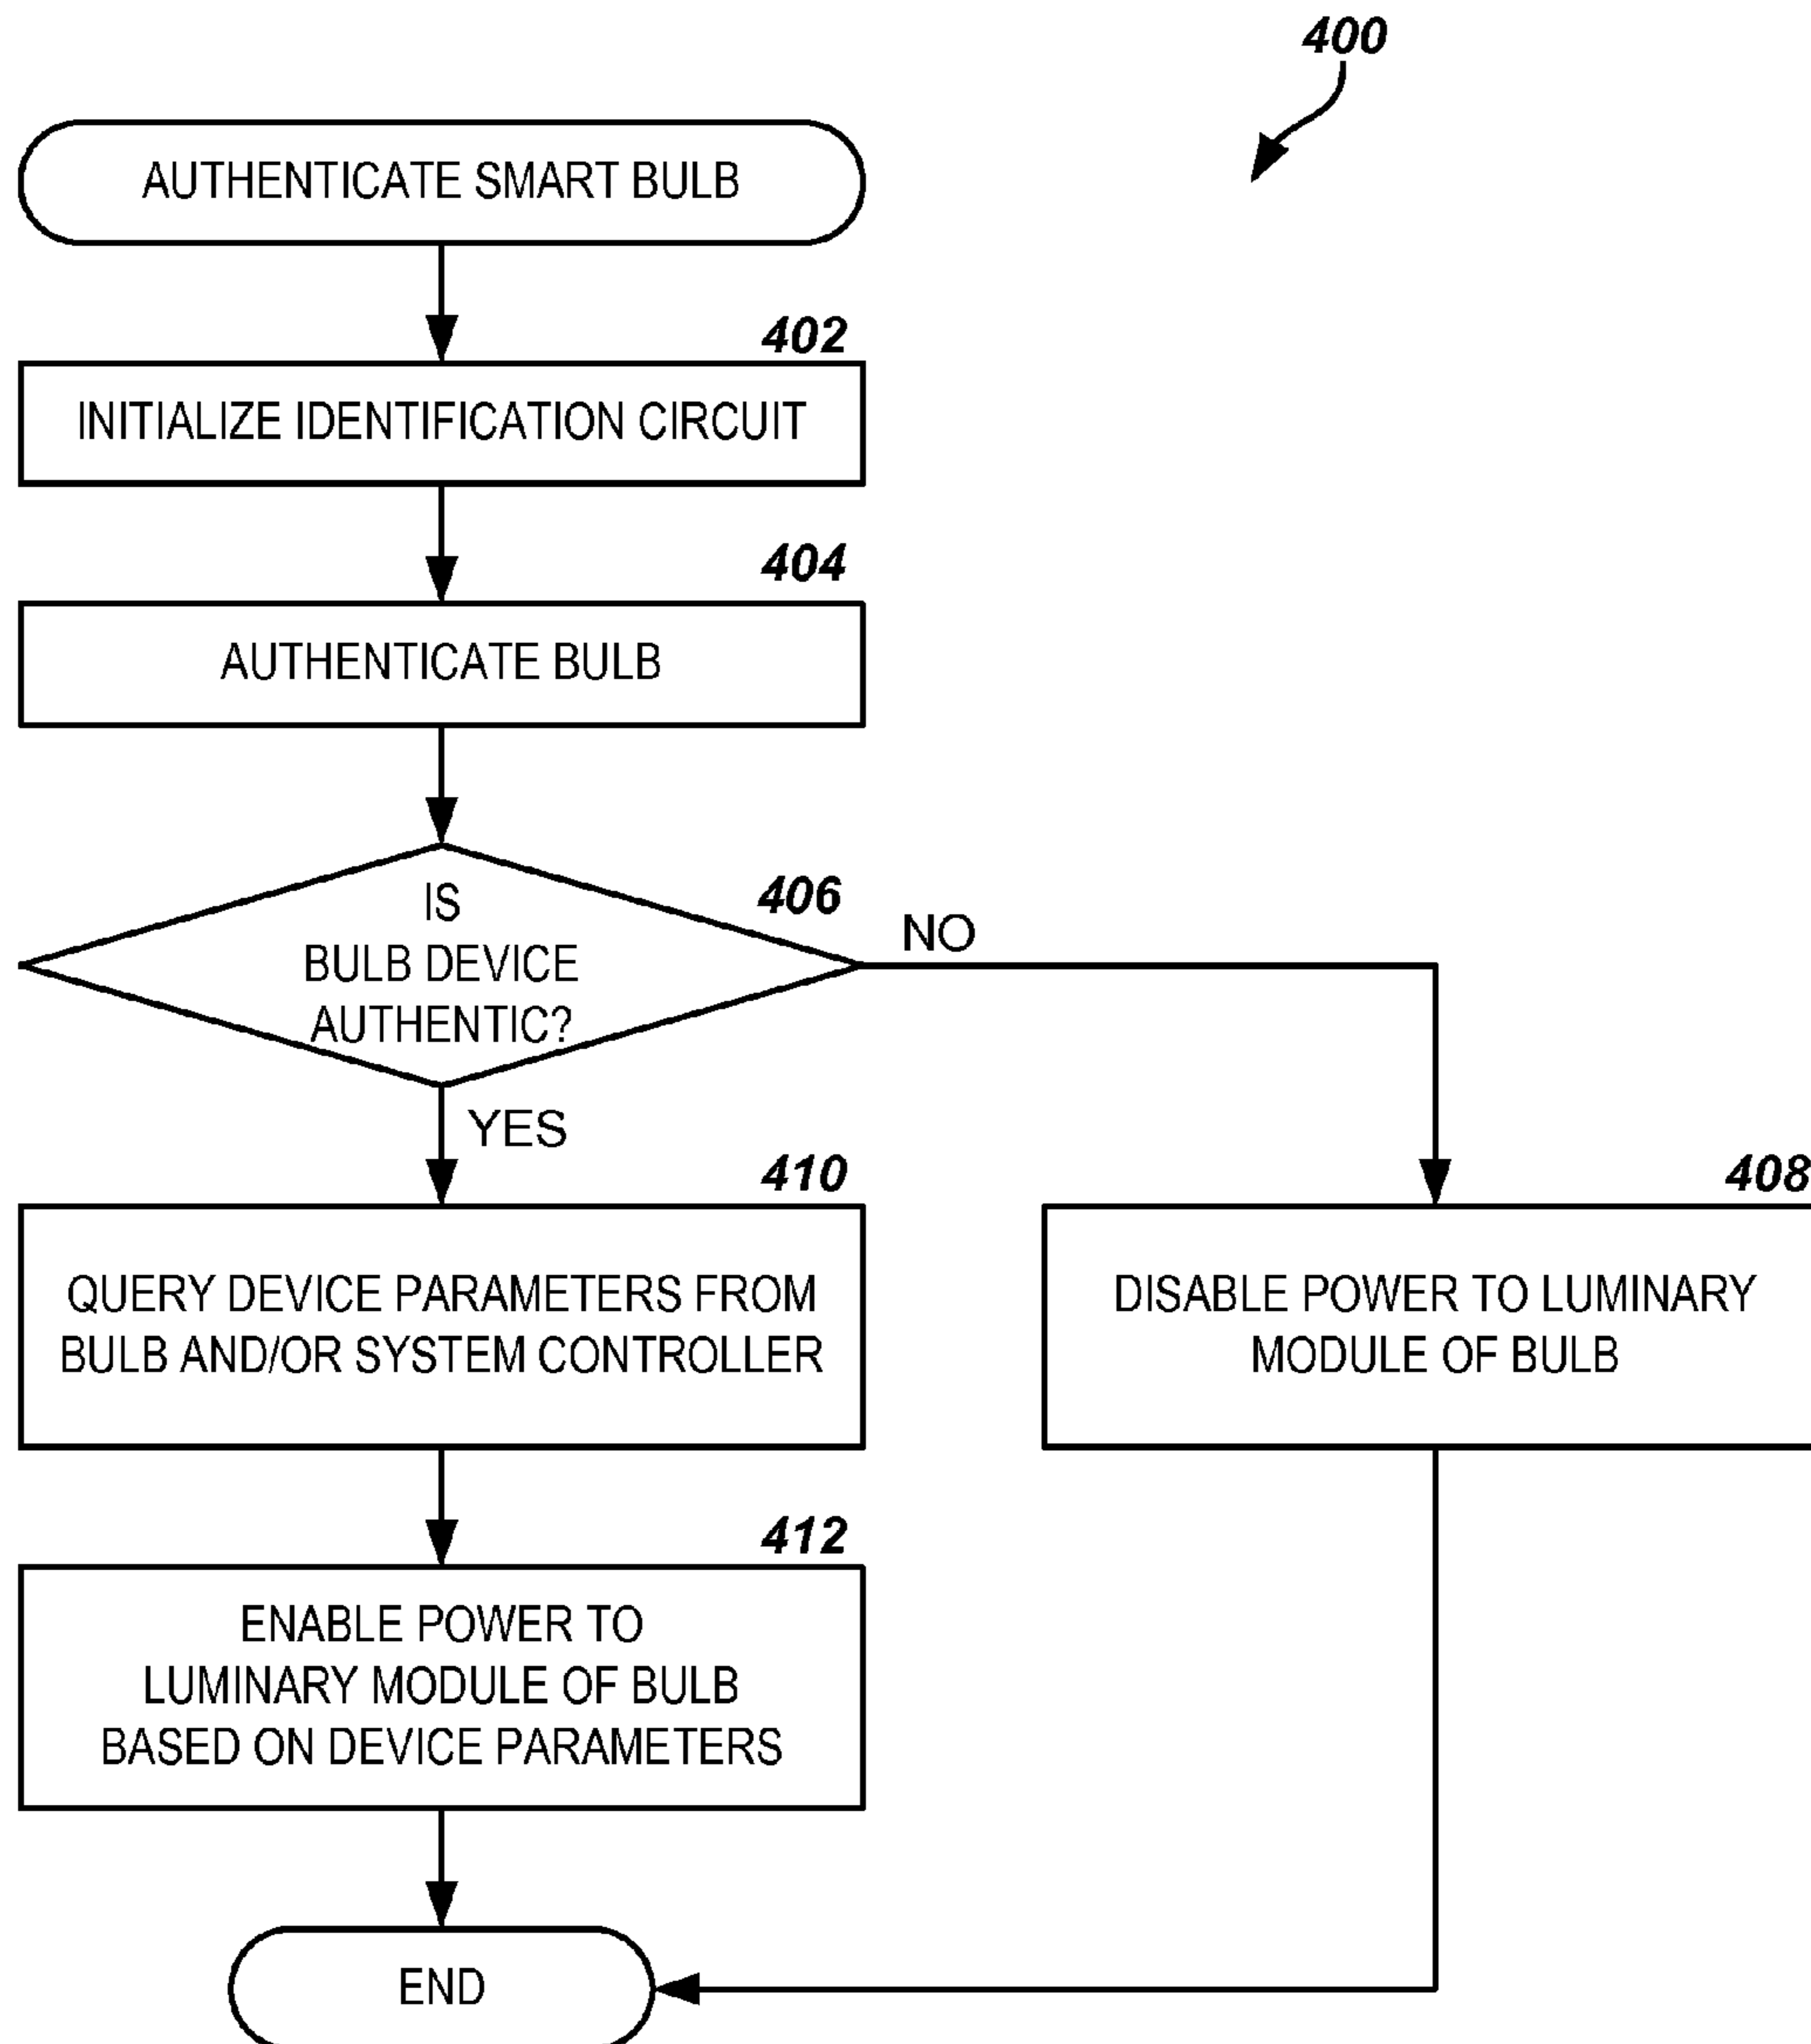 400
AUTHENTICATE SMART BULB
402
INITIALIZE IDENTIFICATION CIRCUIT
404
AUTHENTICATE BULB
406
IS
BULB DEVICE
AUTHENTIC?
NO
YES
410
QUERY DEVICE PARAMETERS FROM
BULB AND/OR SYSTEM CONTROLLER
408
DISABLE POWER TO LUMINARY
MODULE OF BULB
412
ENABLE POWER TO
LUMINARY MODULE OF BULB
BASED ON DEVICE PARAMETERS
END